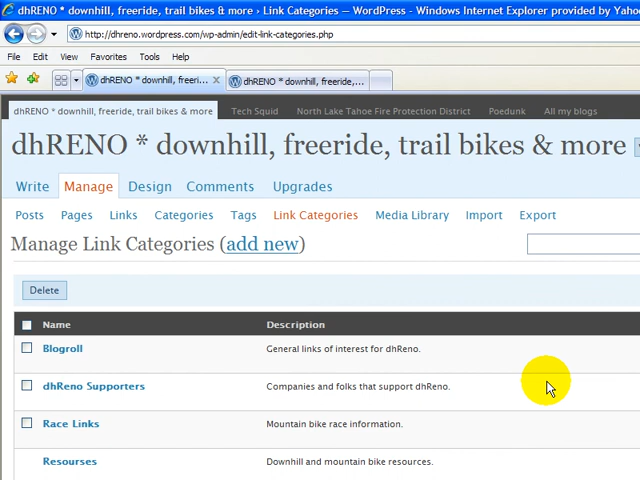 dhRENO * downhill, freeride, trail bikes & more › Link Categories — WordPress - Windows Internet Explorer provided by Yahoo
http://dhreno.wordpress.com/wp-admin/edit-link-categories.php
File Edit View Favorites Tools Help
dhRENO * downhill, freeri... dhRENO * downhill, freeride,...
dhRENO * downhill, freeride, trail bikes & more Tech Squid North Lake Tahoe Fire Protection District Poedunk All my blogs
dhRENO * downhill, freeride, trail bikes & more
Write Manage Design Comments Upgrades
Posts Pages Links Categories Tags Link Categories Media Library Import Export
Manage Link Categories (add new)
Delete
Name Description
Blogroll General links of interest for dhReno.
dhReno Supporters Companies and folks that support dhReno.
Race Links Mountain bike race information.
Resourses Downhill and mountain bike resources.